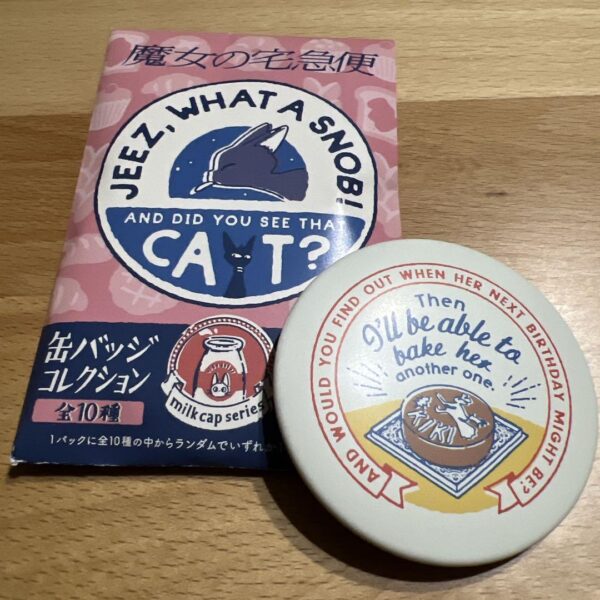 魔女の宅急便
JEEZ, WHAT A SNOB!
AND DID YOU SEE THAT
CAT?
缶バッジ
コレクション
全10種
milk cap series
1パックに全10種の中からランダムでいずれか
AND WOULD YOU FIND OUT WHEN HER NEXT BIRTHDAY MIGHT BE?
Then
I'll be able to
bake her
another one.
KIKI